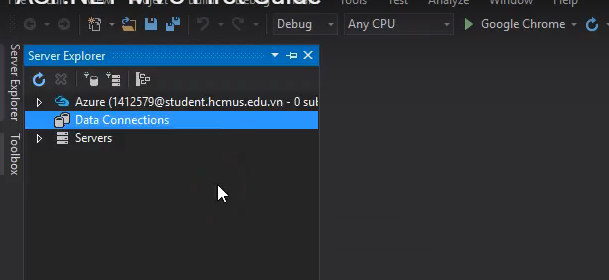 Tools Test Analyze Window Help
Debug Any CPU Google Chrome
Server Explorer
Toolbox
Server Explorer
Azure (1412579@student.hcmus.edu.vn - 0 sub
Data Connections
Servers